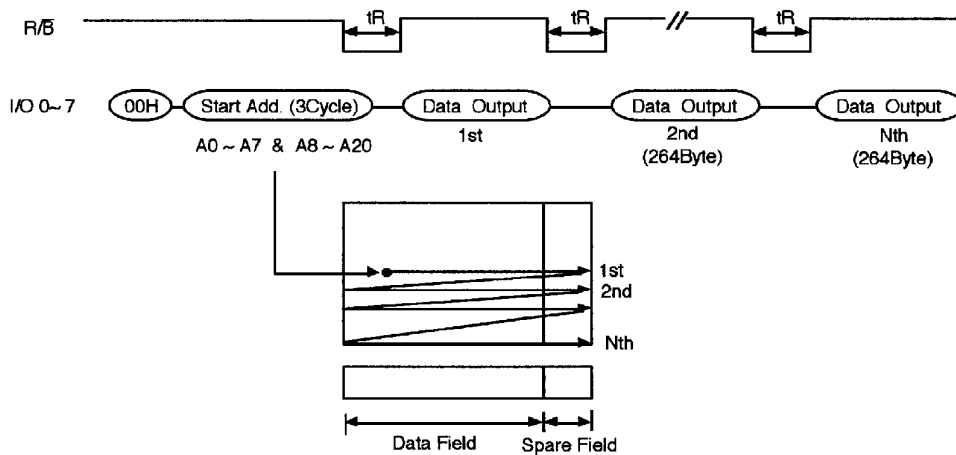 tR tR tR
R/B̅
I/O 0~7 00H Start Add. (3Cycle) Data Output Data Output Data Output
A0 ~ A7 & A8 ~ A20 1st 2nd Nth
(264Byte) (264Byte)
1st
2nd
Nth
Data Field Spare Field